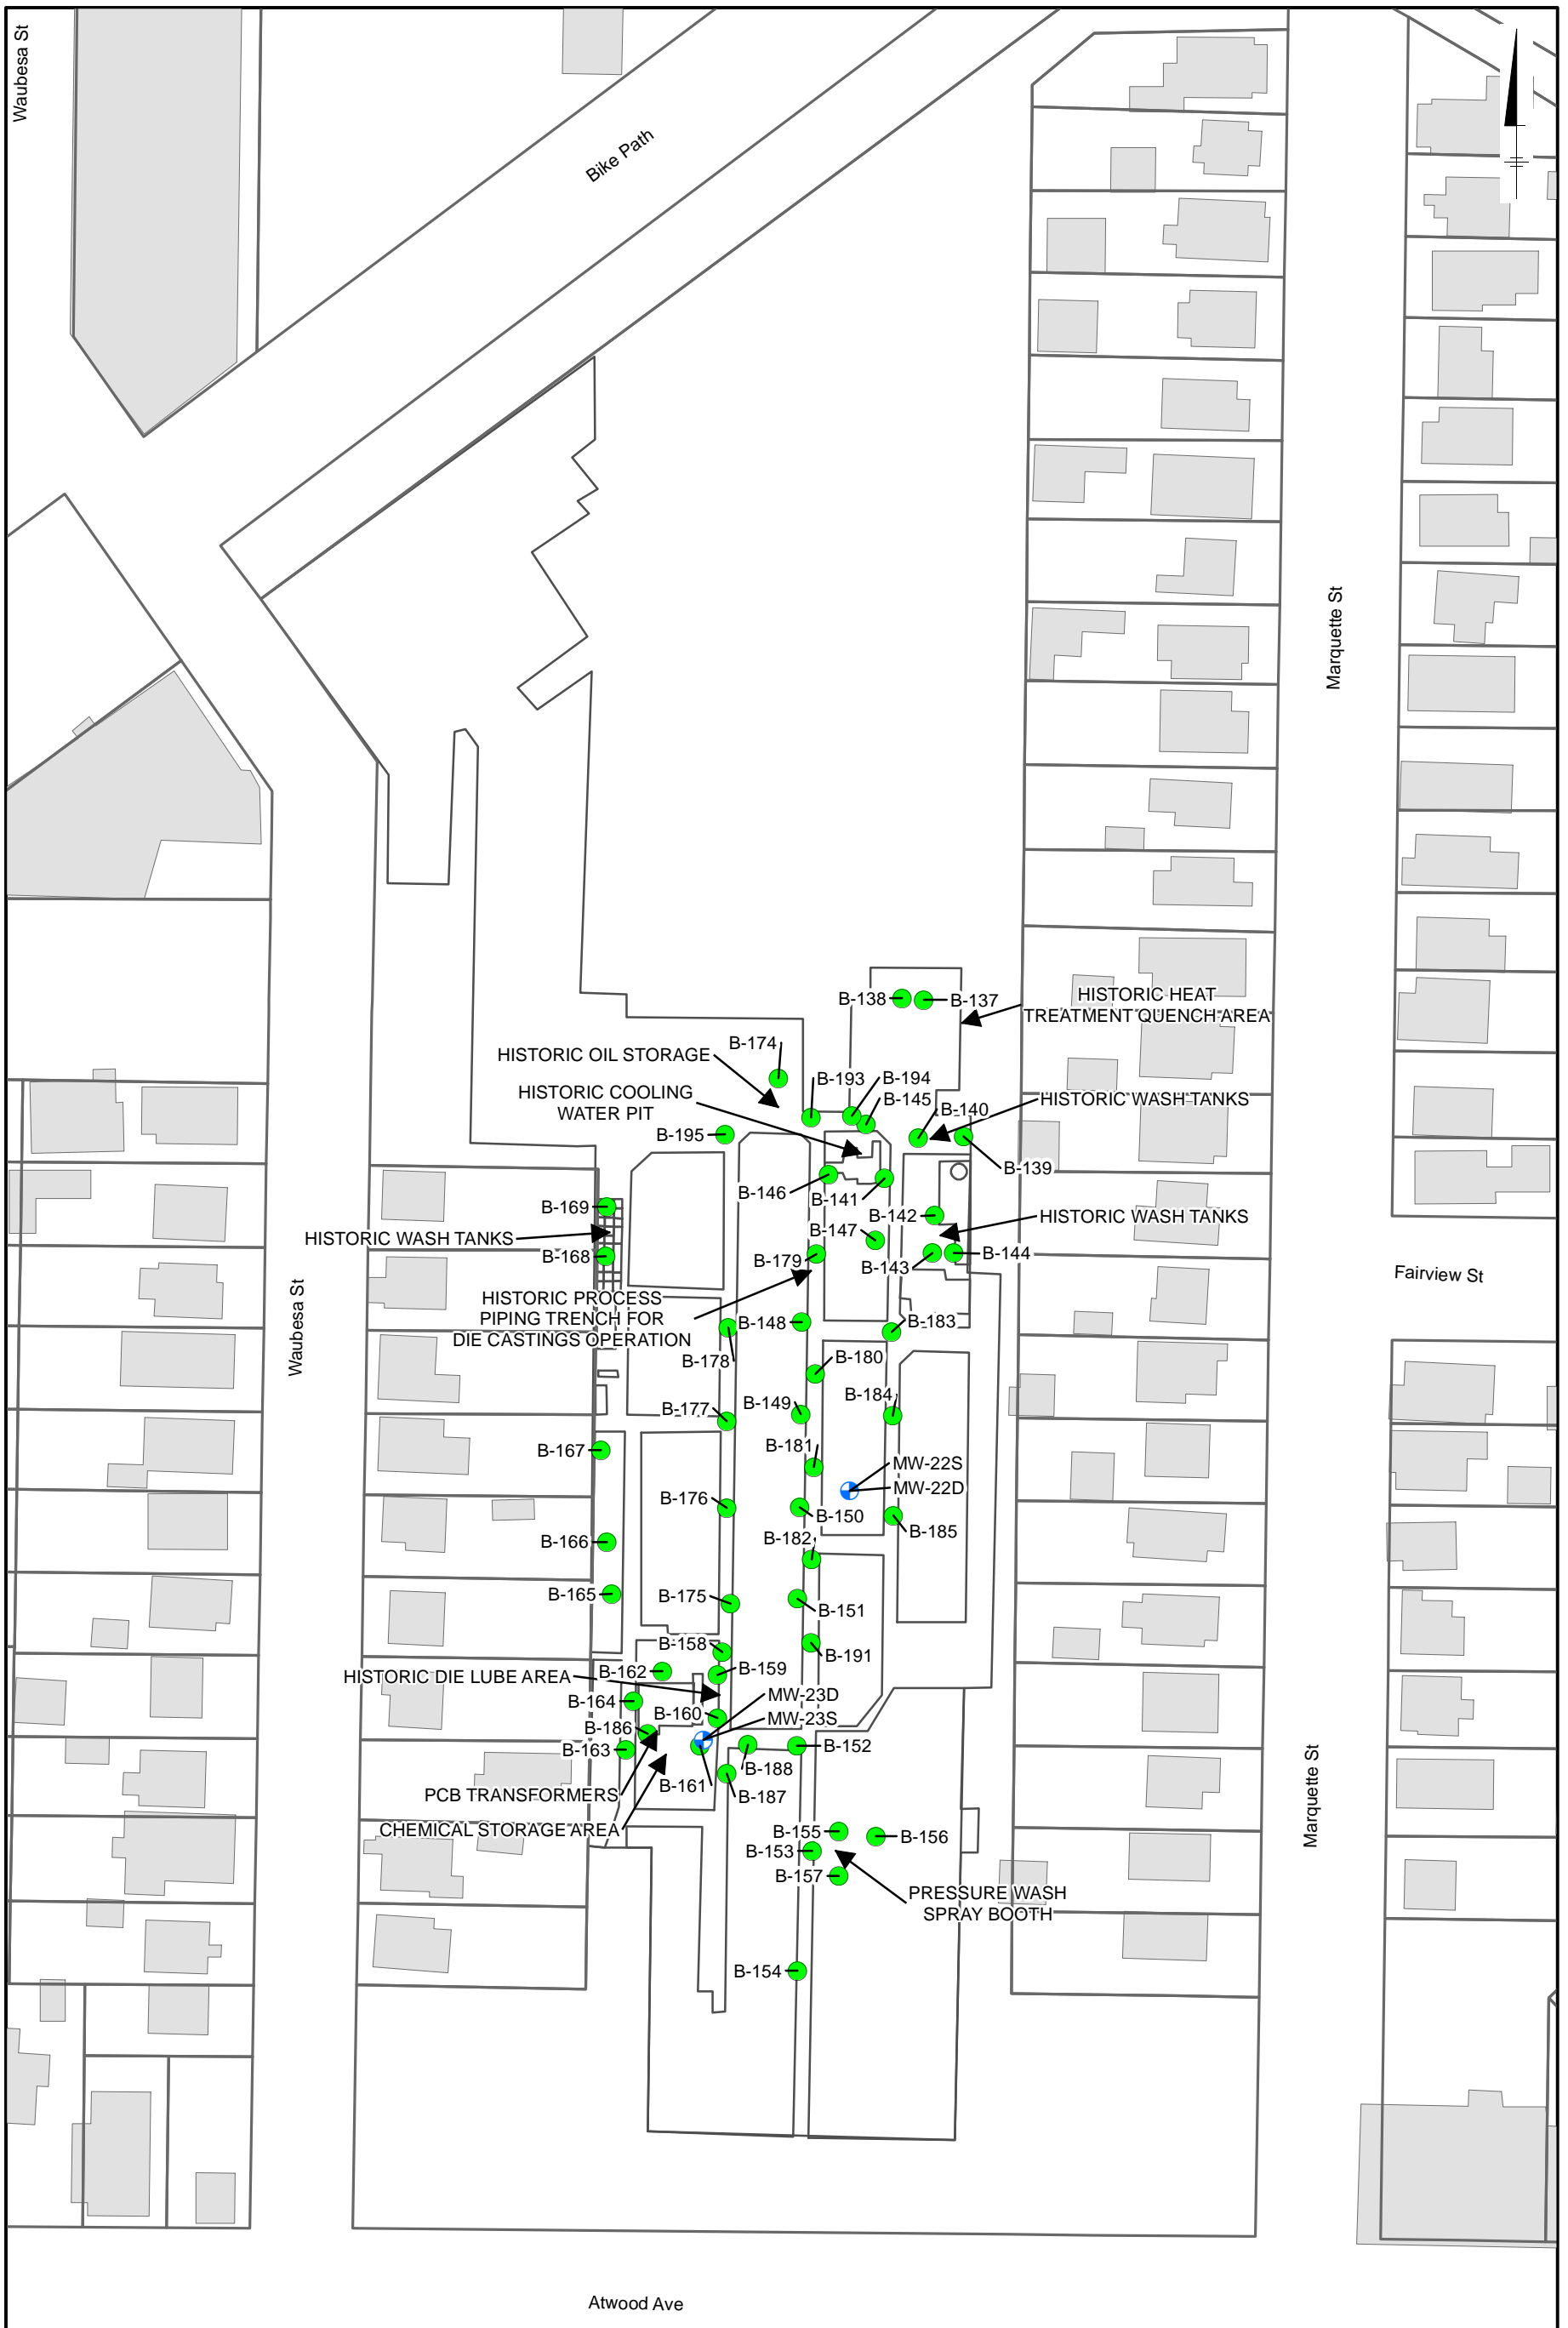 Waubesa St
Bike Path
Marquette St
B-138
B-137
HISTORIC HEAT
TREATMENT QUENCH AREA
B-174
HISTORIC OIL STORAGE
B-193
B-194
HISTORIC COOLING
WATER PIT
B-145
B-140
HISTORIC WASH TANKS
B-195
B-139
B-146
B-141
B-169
B-142
HISTORIC WASH TANKS
B-147
HISTORIC WASH TANKS
B-168
B-179
B-143
B-144
Fairview St
Waubesa St
HISTORIC PROCESS
PIPING TRENCH FOR
DIE CASTINGS OPERATION
B-148
B-183
B-178
B-180
B-184
B-177
B-149
B-167
B-181
MW-22S
MW-22D
B-176
B-150
B-185
B-166
B-182
B-165
B-175
B-151
B-158
B-191
B-162
B-159
HISTORIC DIE LUBE AREA
MW-23D
B-164
B-160
MW-23S
B-186
B-163
B-152
B-188
B-161
B-187
PCB TRANSFORMERS
CHEMICAL STORAGE AREA
B-155
B-156
B-153
B-157
PRESSURE WASH
SPRAY BOOTH
Marquette St
B-154
Atwood Ave